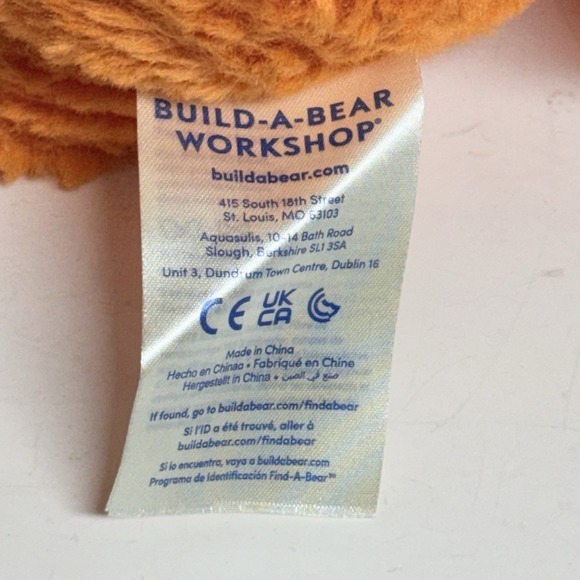 BUILD-A-BEAR
WORKSHOP®
buildabear.com
415 South 18th Street
St. Louis, MO 63103
Aquasulis, 10-14 Bath Road
Slough, Berkshire SL1 3SA
Unit 3, Dundrum Town Centre, Dublin 16
CE UK
CA
Made in China
Hecho en Chinaa • Fabriqué en Chine
Hergestellt in China • صنع في الصين
If found, go to buildabear.com/findabear
Si l'ID a été trouvé, aller à
buildabear.com/findabear
Si lo encuentra, vaya a buildabear.com
Programa de Identificación Find-A-Bear™